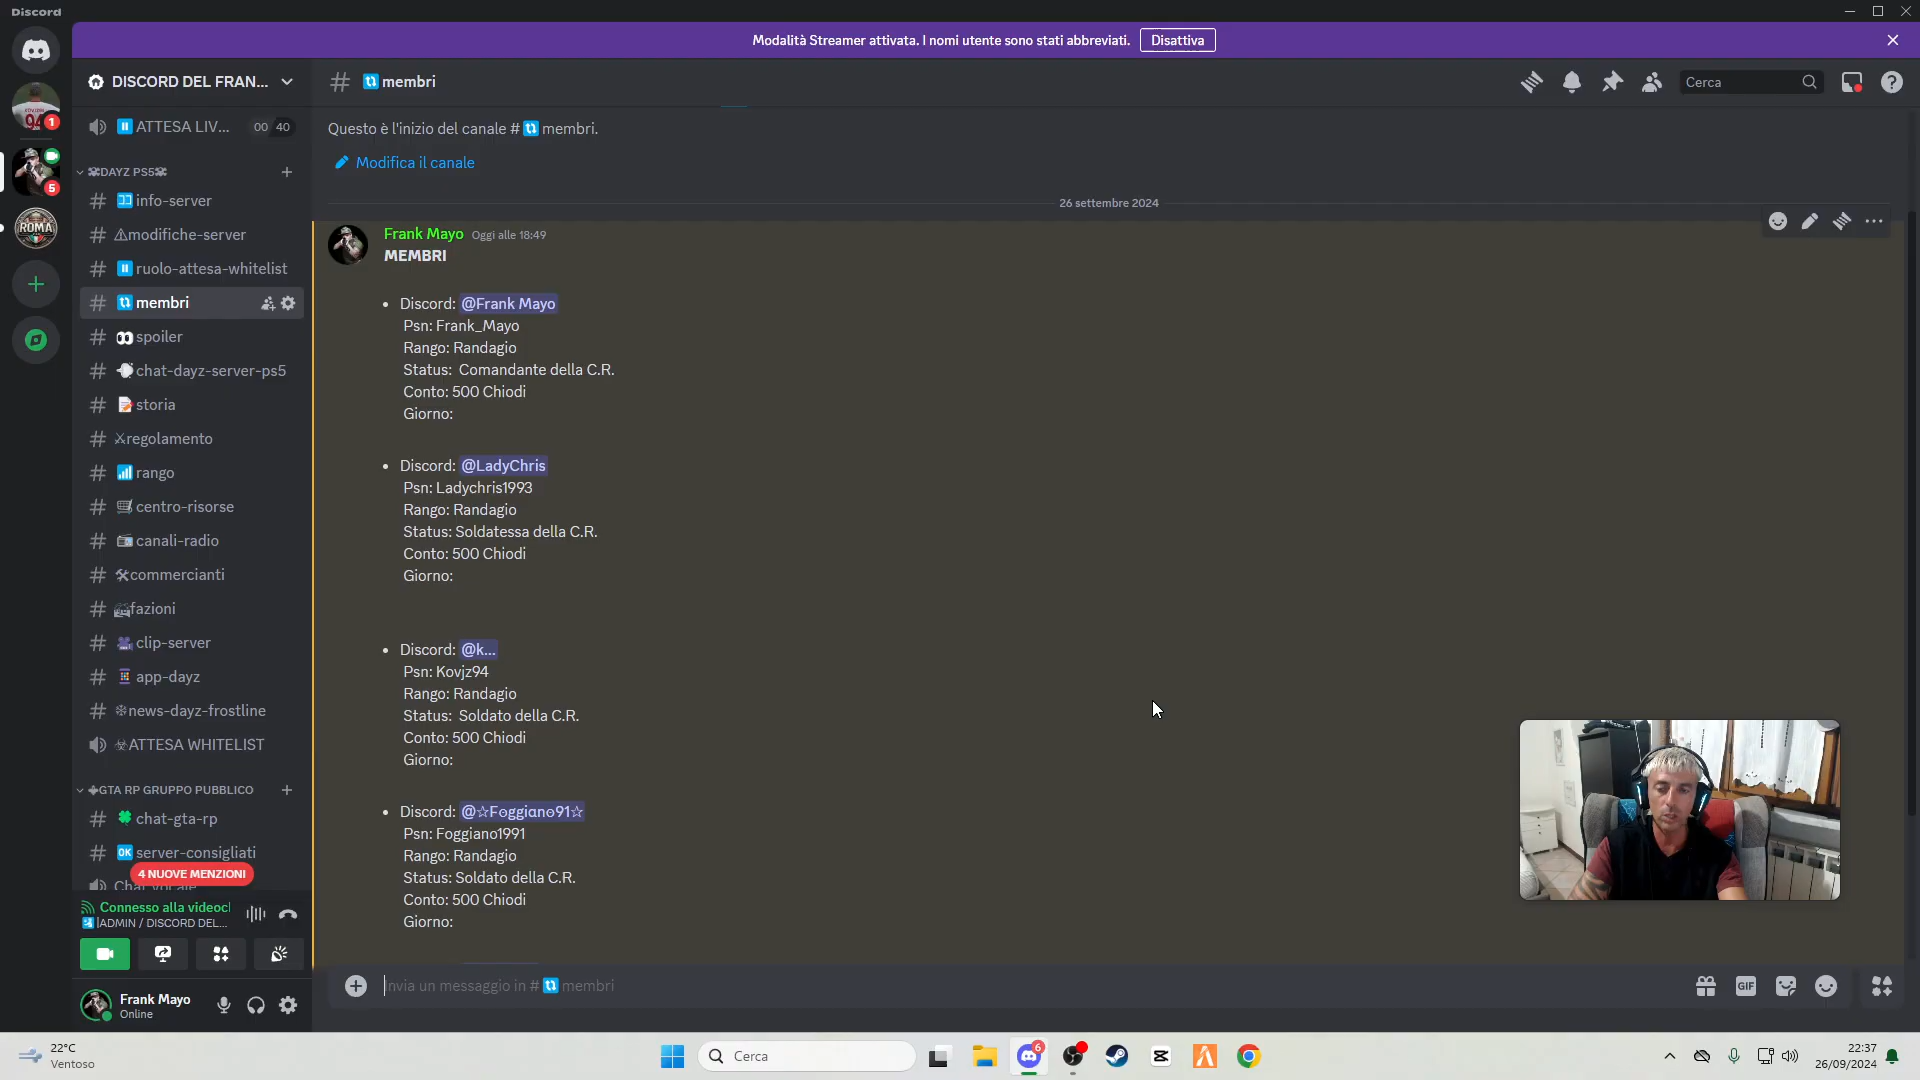 Discord
Modalità Streamer attivata. I nomi utente sono stati abbreviati. Disattiva
DISCORD DEL FRAN...
membri
Cerca
1
5
ROMA
ATTESA LIV... 00 40
DAYZ PS5
info-server
modifiche-server
ruolo-attesa-whitelist
membri
spoiler
chat-dayz-server-ps5
storia
regolamento
rango
centro-risorse
canali-radio
commercianti
fazioni
clip-server
app-dayz
news-dayz-frostline
ATTESA WHITELIST
GTA RP GRUPPO PUBBLICO
chat-gta-rp
server-consigliati
4 NUOVE MENZIONI
Chat vocale
Connesso alla videocl
|ADMIN / DISCORD DEL...
Frank Mayo
Online
Questo è l'inizio del canale # membri.
Modifica il canale
26 settembre 2024
Frank Mayo Oggi alle 18:49
MEMBRI
• Discord: @Frank Mayo
Psn: Frank_Mayo
Rango: Randagio
Status: Comandante della C.R.
Conto: 500 Chiodi
Giorno:
• Discord: @LadyChris
Psn: Ladychris1993
Rango: Randagio
Status: Soldatessa della C.R.
Conto: 500 Chiodi
Giorno:
• Discord: @k...
Psn: Kovjz94
Rango: Randagio
Status: Soldato della C.R.
Conto: 500 Chiodi
Giorno:
• Discord: @☆Foggiano91☆
Psn: Foggiano1991
Rango: Randagio
Status: Soldato della C.R.
Conto: 500 Chiodi
Giorno:
Invia un messaggio in # membri
GIF
22°C
Ventoso
Cerca
6
22:37
26/09/2024